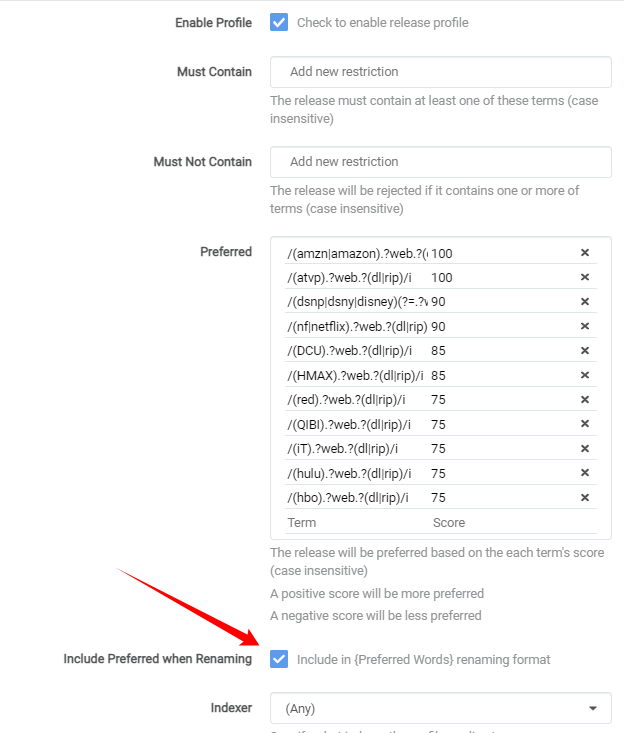 Enable Profile Check to enable release profile
Must Contain Add new restriction
The release must contain at least one of these terms (case
insensitive)
Must Not Contain Add new restriction
The release will be rejected if it contains one or more of
terms (case insensitive)
Preferred /(amzn|amazon).?web.?( 100
/(atvp).?web.?(dl|rip)/i 100
/(dsnp|dsny|disney)(?=.? 90
/(nf|netflix).?web.?(dl|rip) 90
/(DCU).?web.?(dl|rip)/i 85
/(HMAX).?web.?(dl|rip)/i 85
/(red).?web.?(dl|rip)/i 75
/(QIBI).?web.?(dl|rip)/i 75
/(iT).?web.?(dl|rip)/i 75
/(hulu).?web.?(dl|rip)/i 75
/(hbo).?web.?(dl|rip)/i 75
Term Score
The release will be preferred based on the each term's score
(case insensitive)
A positive score will be more preferred
A negative score will be less preferred
Include Preferred when Renaming Include in {Preferred Words} renaming format
Indexer (Any)